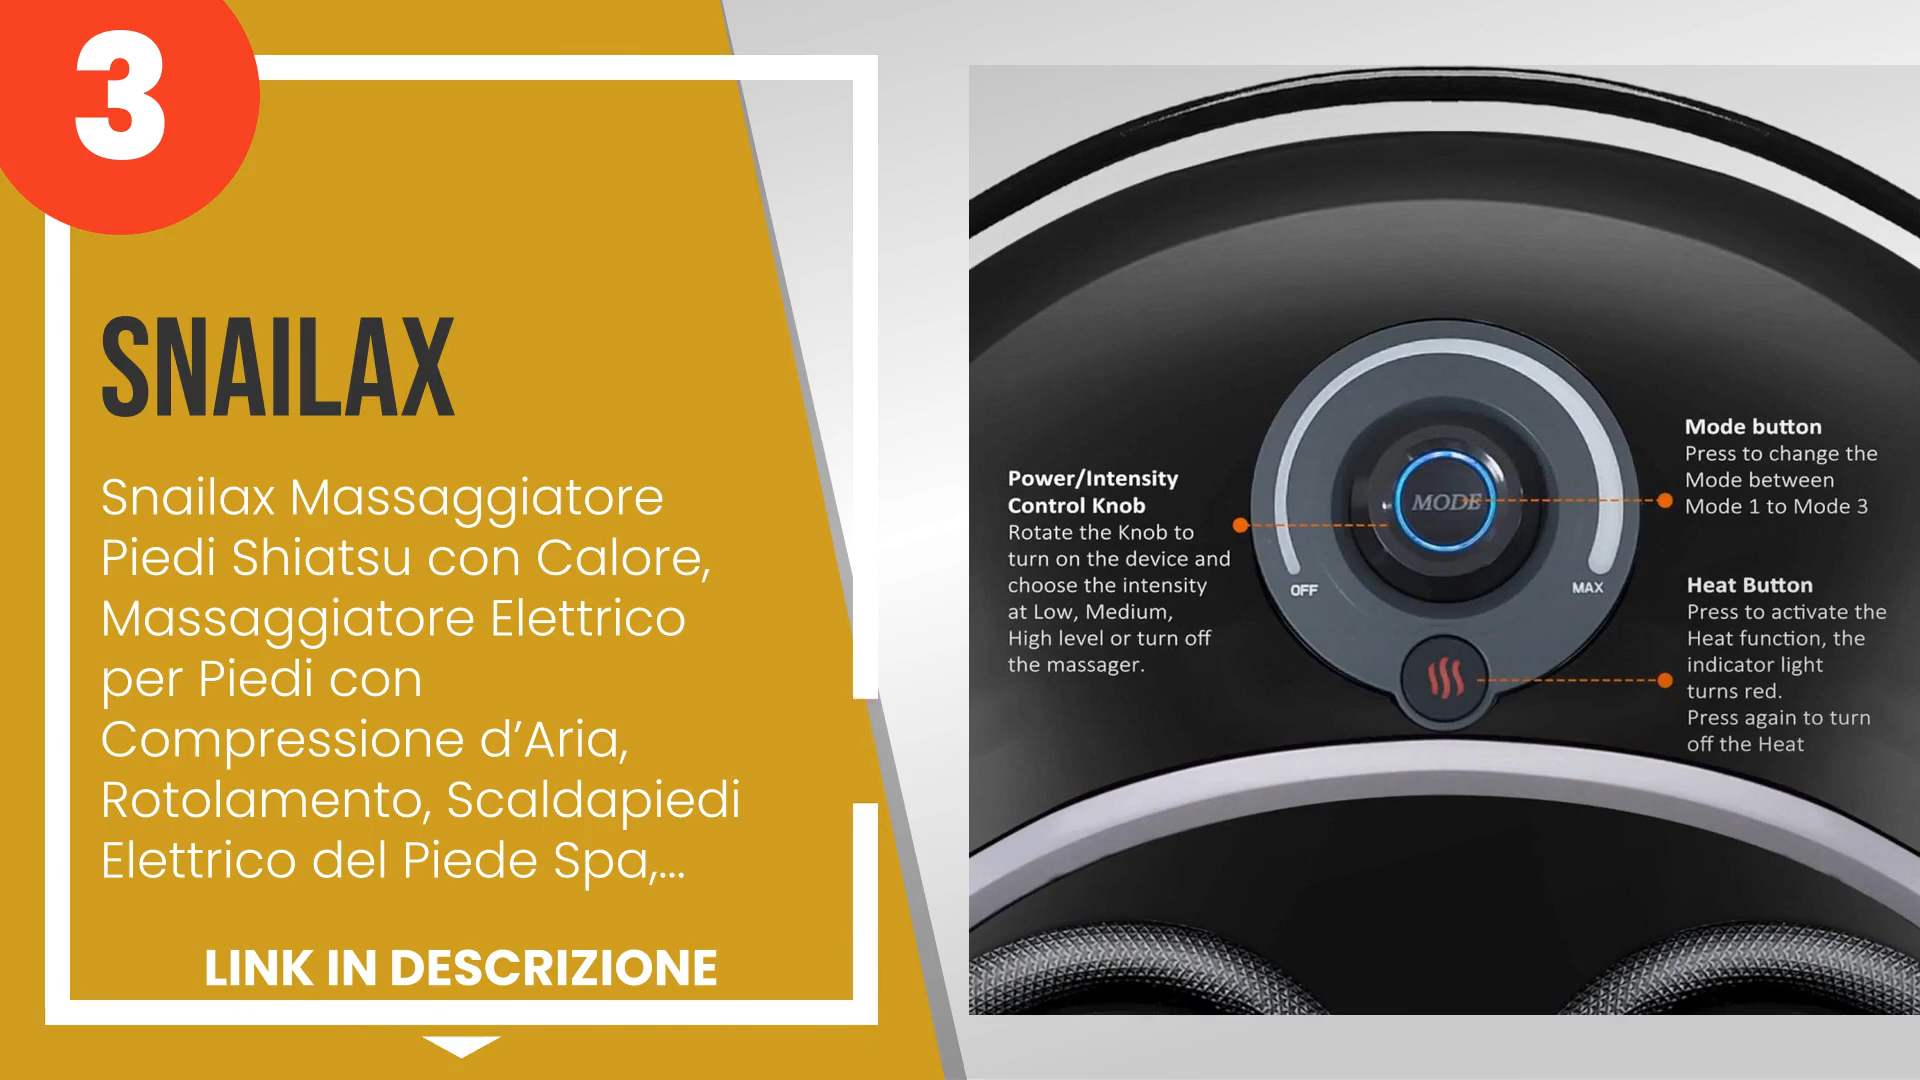 3
SNAILAX
Snailax Massaggiatore
Piedi Shiatsu con Calore,
Massaggiatore Elettrico
per Piedi con
Compressione d’Aria,
Rotolamento, Scaldapiedi
Elettrico del Piede Spa,...
LINK IN DESCRIZIONE
Power/Intensity
Control Knob
Rotate the Knob to
turn on the device and
choose the intensity
at Low, Medium,
High level or turn off
the massager.
MODE
OFF
MAX
Mode button
Press to change the
Mode between
Mode 1 to Mode 3
Heat Button
Press to activate the
Heat function, the
indicator light
turns red.
Press again to turn
off the Heat